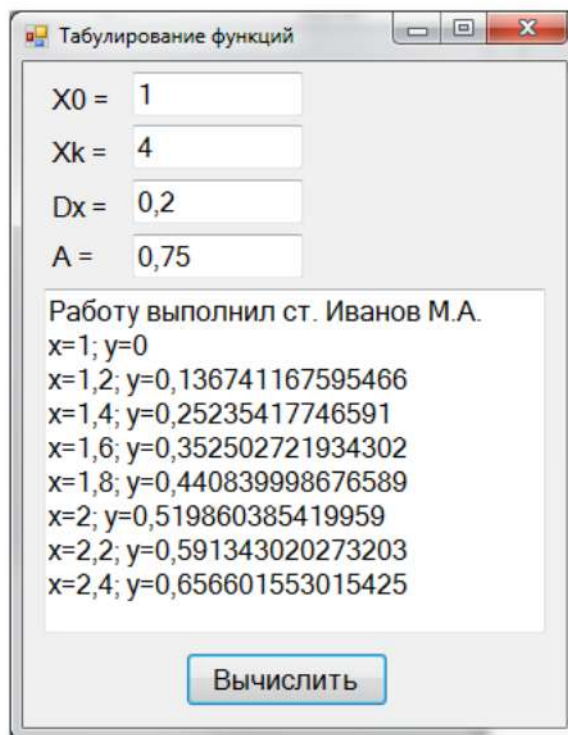 Табулирование функций
X0 = 1
Xk = 4
Dx = 0,2
A = 0,75
Работу выполнил ст. Иванов М.А.
x=1; y=0
x=1,2; y=0,136741167595466
x=1,4; y=0,25235417746591
x=1,6; y=0,352502721934302
x=1,8; y=0,440839998676589
x=2; y=0,519860385419959
x=2,2; y=0,591343020273203
x=2,4; y=0,656601553015425
Вычислить